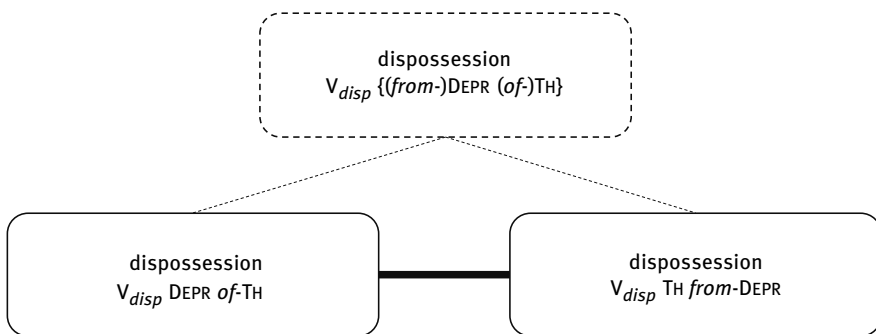 dispossession
V_disp {(from-)DEPR (of-)TH}
dispossession
V_disp DEPR of-TH
dispossession
V_disp TH from-DEPR